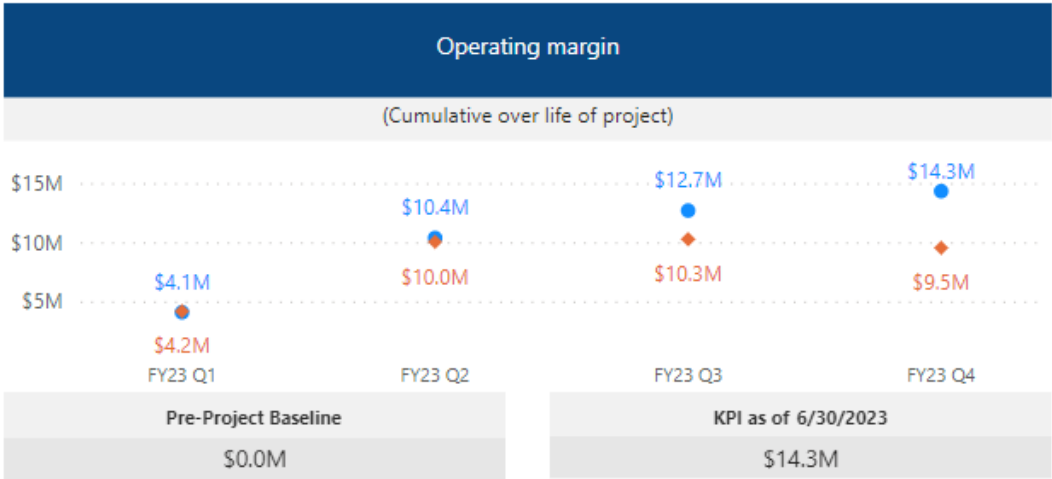 Operating margin
(Cumulative over life of project)
$15M
$10M
$5M
$4.1M
$10.4M
$12.7M
$14.3M
$4.2M
$10.0M
$10.3M
$9.5M
FY23 Q1
FY23 Q2
FY23 Q3
FY23 Q4
Pre-Project Baseline
$0.0M
KPI as of 6/30/2023
$14.3M